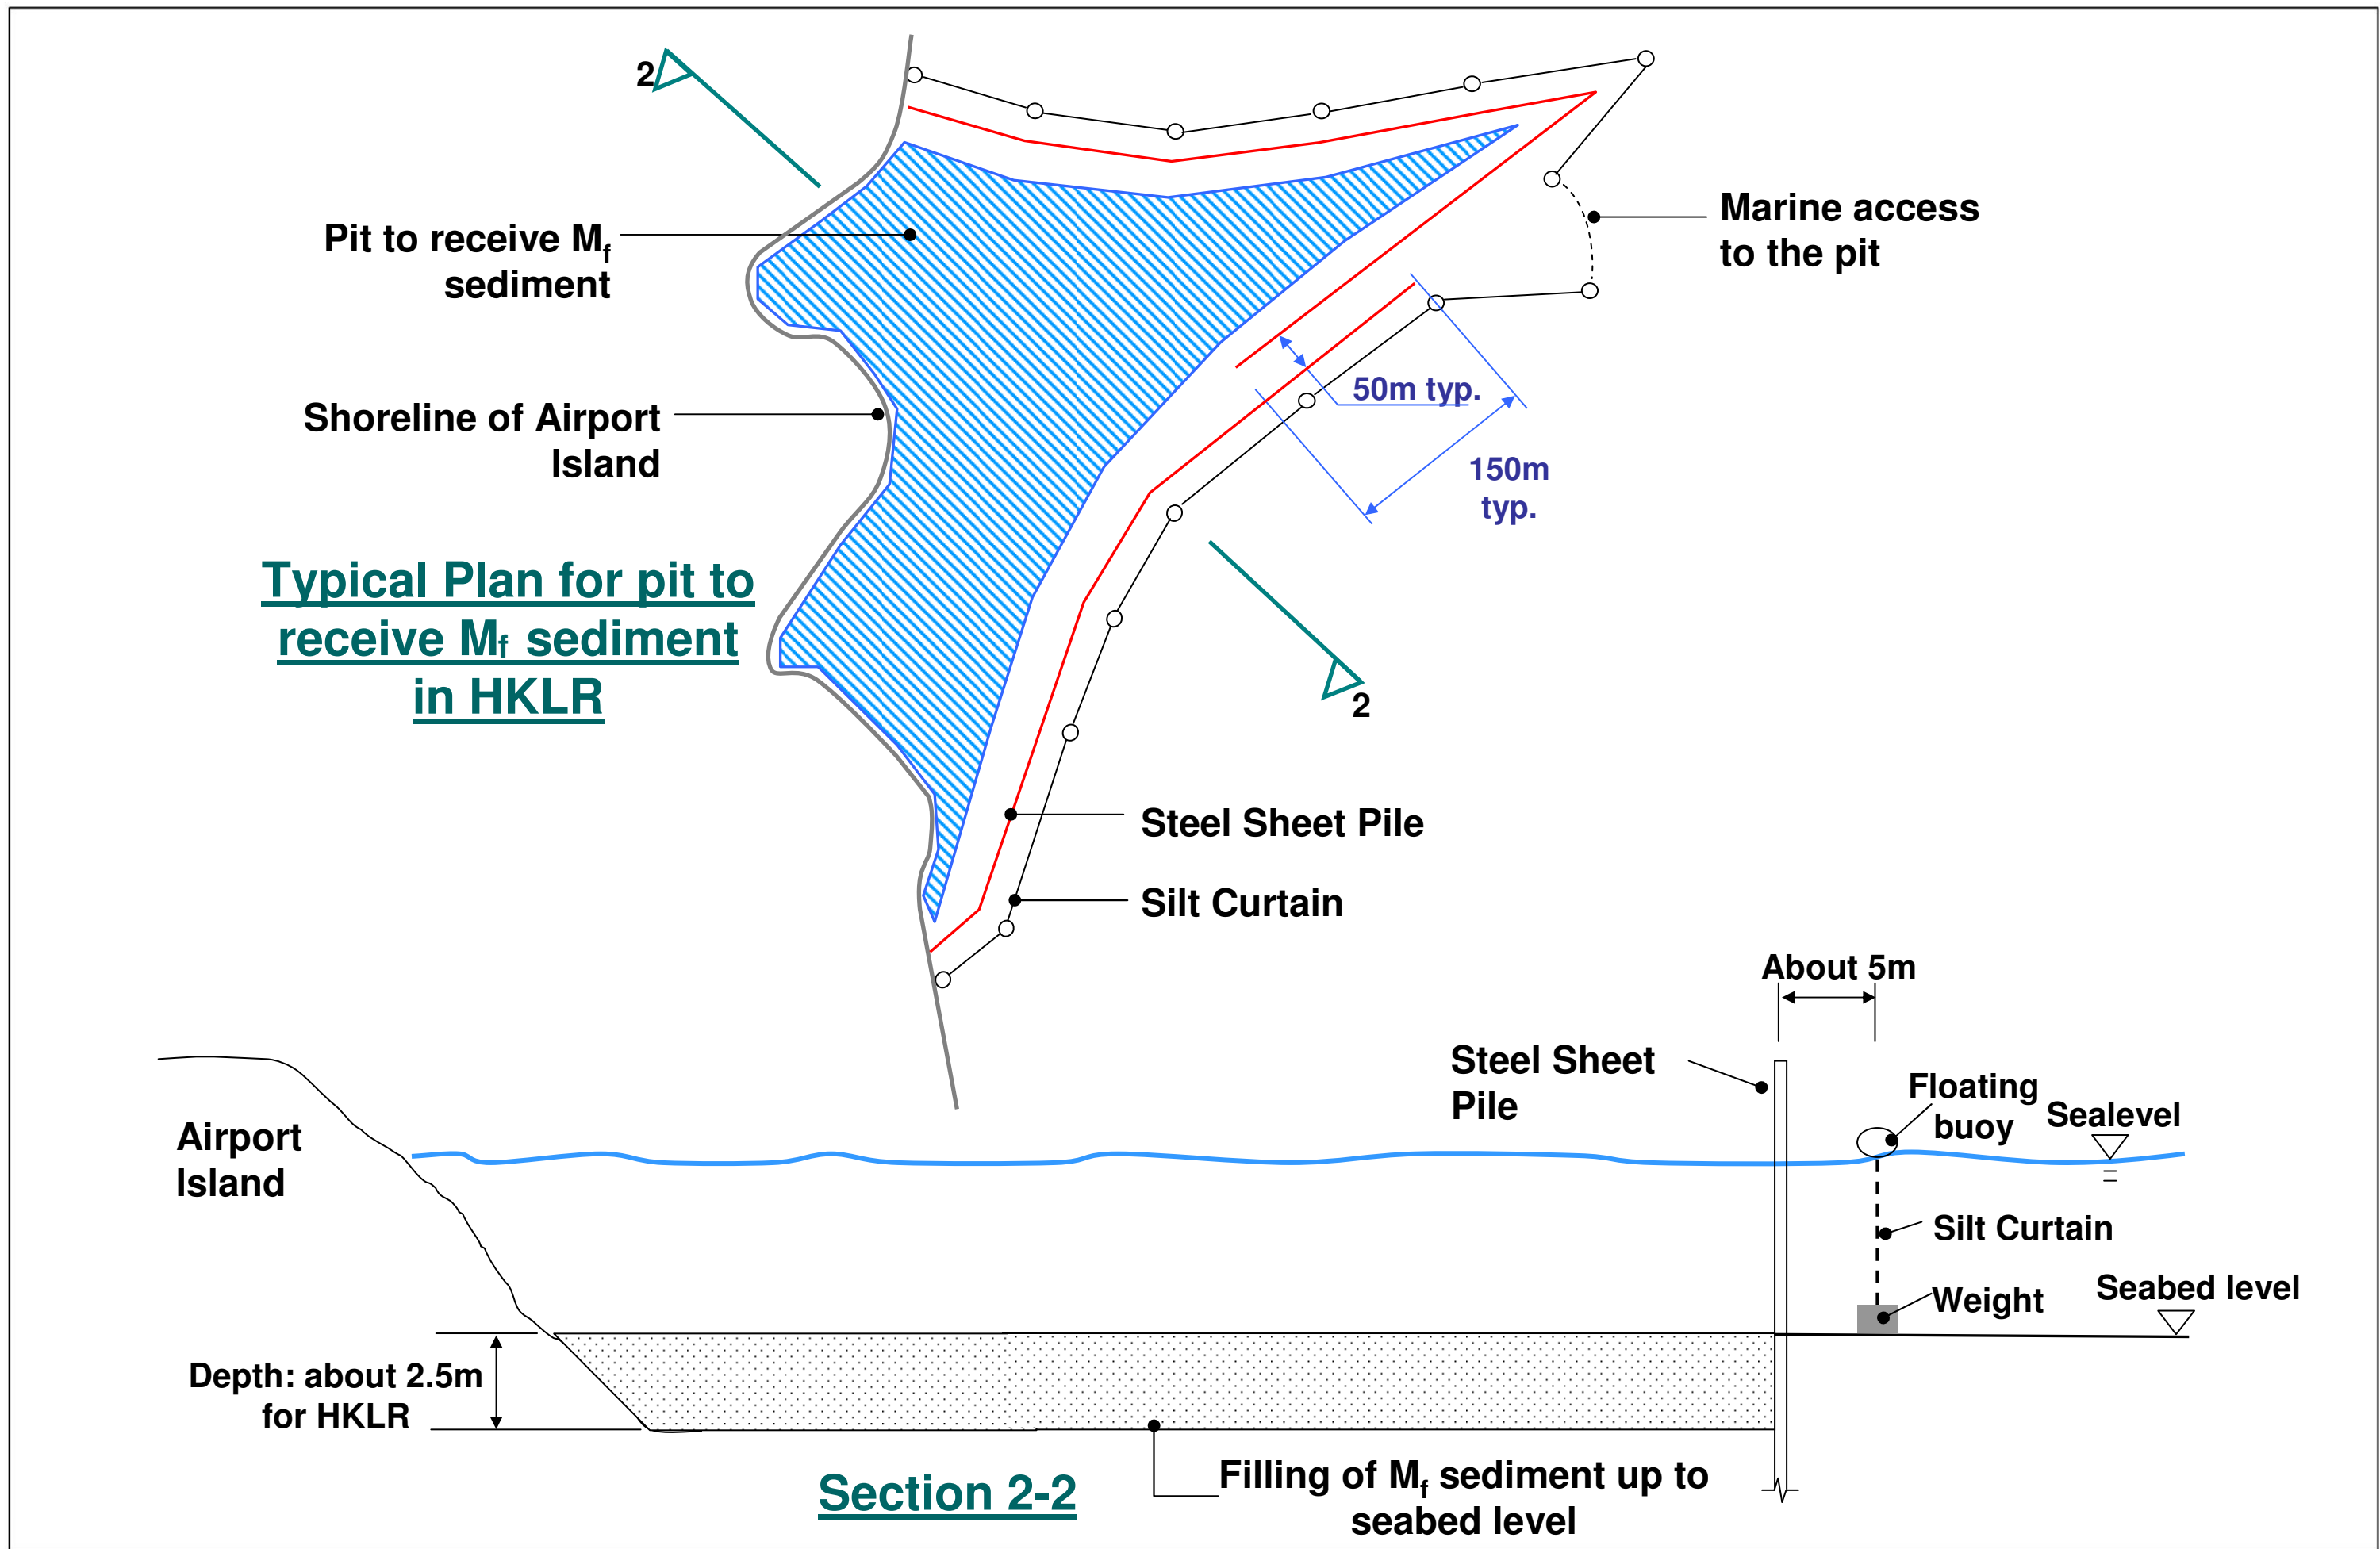 2
Pit to receive Mf
sediment
Marine access
to the pit
Shoreline of Airport
Island
50m typ.
150m
typ.
Typical Plan for pit to
receive Mf sediment
in HKLR
2
Steel Sheet Pile
Silt Curtain
About 5m
Steel Sheet
Pile
Floating
buoy
Sealevel
Airport
Island
Silt Curtain
Weight
Seabed level
Depth: about 2.5m
for HKLR
Section 2-2
Filling of Mf sediment up to
seabed level